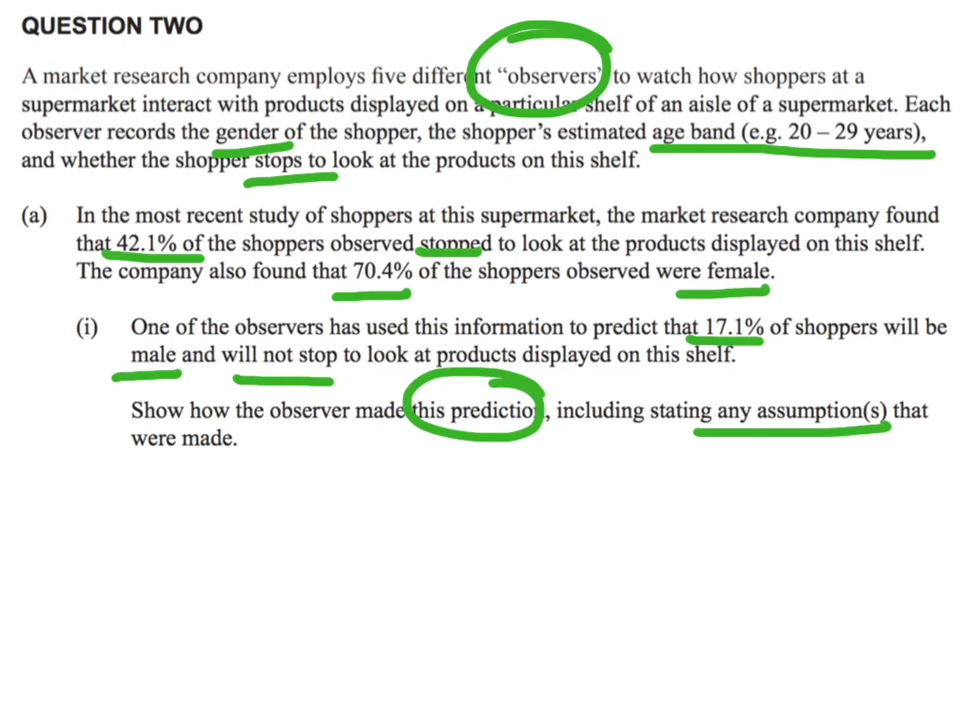 QUESTION TWO
A market research company employs five different “observers” to watch how shoppers at a
supermarket interact with products displayed on a particular shelf of an aisle of a supermarket. Each
observer records the gender of the shopper, the shopper’s estimated age band (e.g. 20 – 29 years),
and whether the shopper stops to look at the products on this shelf.
(a) In the most recent study of shoppers at this supermarket, the market research company found
that 42.1% of the shoppers observed stopped to look at the products displayed on this shelf.
The company also found that 70.4% of the shoppers observed were female.
(i) One of the observers has used this information to predict that 17.1% of shoppers will be
male and will not stop to look at products displayed on this shelf.
Show how the observer made this prediction, including stating any assumption(s) that
were made.